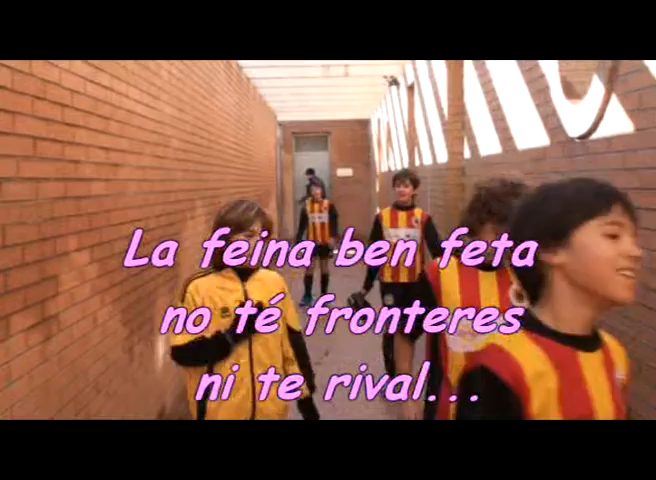 La feina ben feta
no té fronteres
ni te rival...